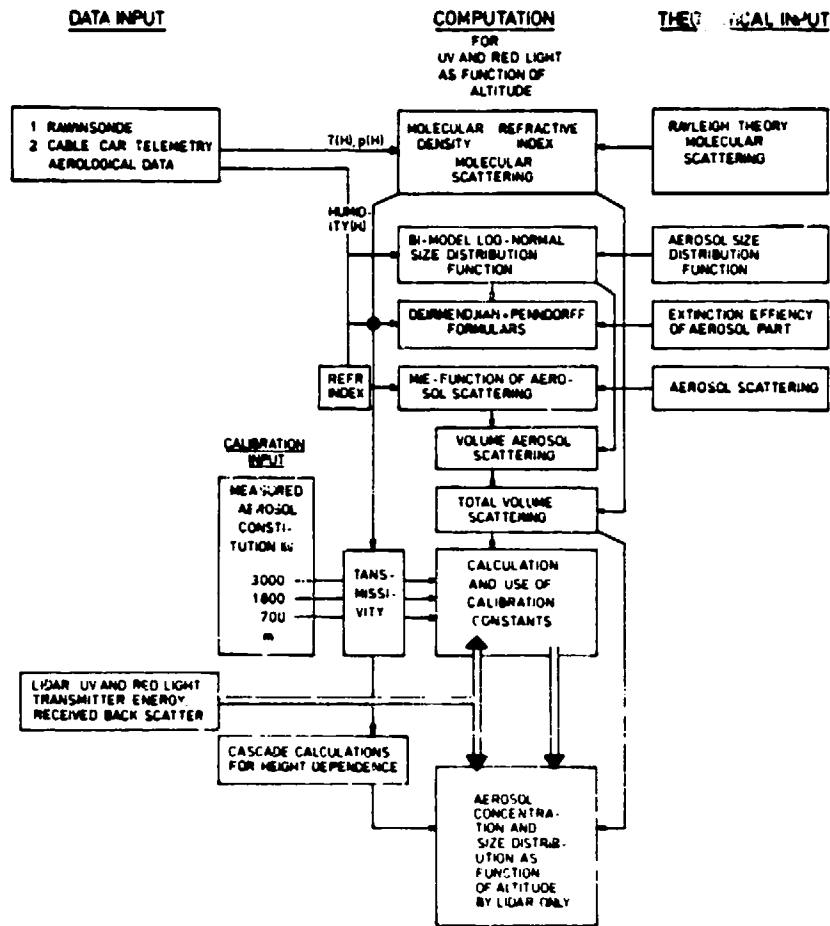 DATA INPUT
COMPUTATION
FOR
UV AND RED LIGHT
AS FUNCTION OF
ALTITUDE
INPUT
1 RAWINSONDE
2 CABLE CAR TELEMETRY
AEROLOGICAL DATA
T(H), p(H)
MOLECULAR REFRACTIVE
DENSITY INDEX
MOLECULAR
SCATTERING
RAYLEIGH THEORY
MOLECULAR
SCATTERING
HUMID-
ITY(H)
BI-MODEL LOG-NORMAL
SIZE DISTRIBUTION
FUNCTION
AEROSOL SIZE
DISTRIBUTION
FUNCTION
DEIRMENDJIAN + PENNDORFF
FORMULARS
EXTINCTION EFFIENCY
OF AEROSOL PART
REFR
INDEX
MIE-FUNCTION OF AERO-
SOL SCATTERING
AEROSOL SCATTERING
VOLUME AEROSOL
SCATTERING
TOTAL VOLUME
SCATTERING
CALIBRATION
INPUT
MEASURED
AEROSOL
CONSTI-
TUTION
3000
1800
700
m
TANS-
MISSI-
VITY
CALCULATION
AND USE OF
CALIBRATION
CONSTANTS
LIDAR UV AND RED LIGHT
TRANSMITTER ENERGY,
RECEIVED BACK SCATTER
CASCADE CALCULATIONS
FOR HEIGHT DEPENDENCE
AEROSOL
CONCENTRA-
TION AND
SIZE DISTRIB-
UTION AS
FUNCTION
OF ALTITUDE
BY LIDAR ONLY